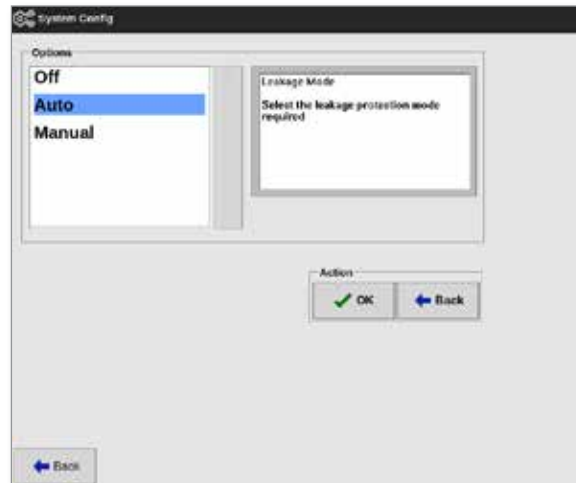 System Config
Options
Off
Auto
Manual
Leakage Mode
Select the leakage protection mode
required
Action
OK
Back
Back